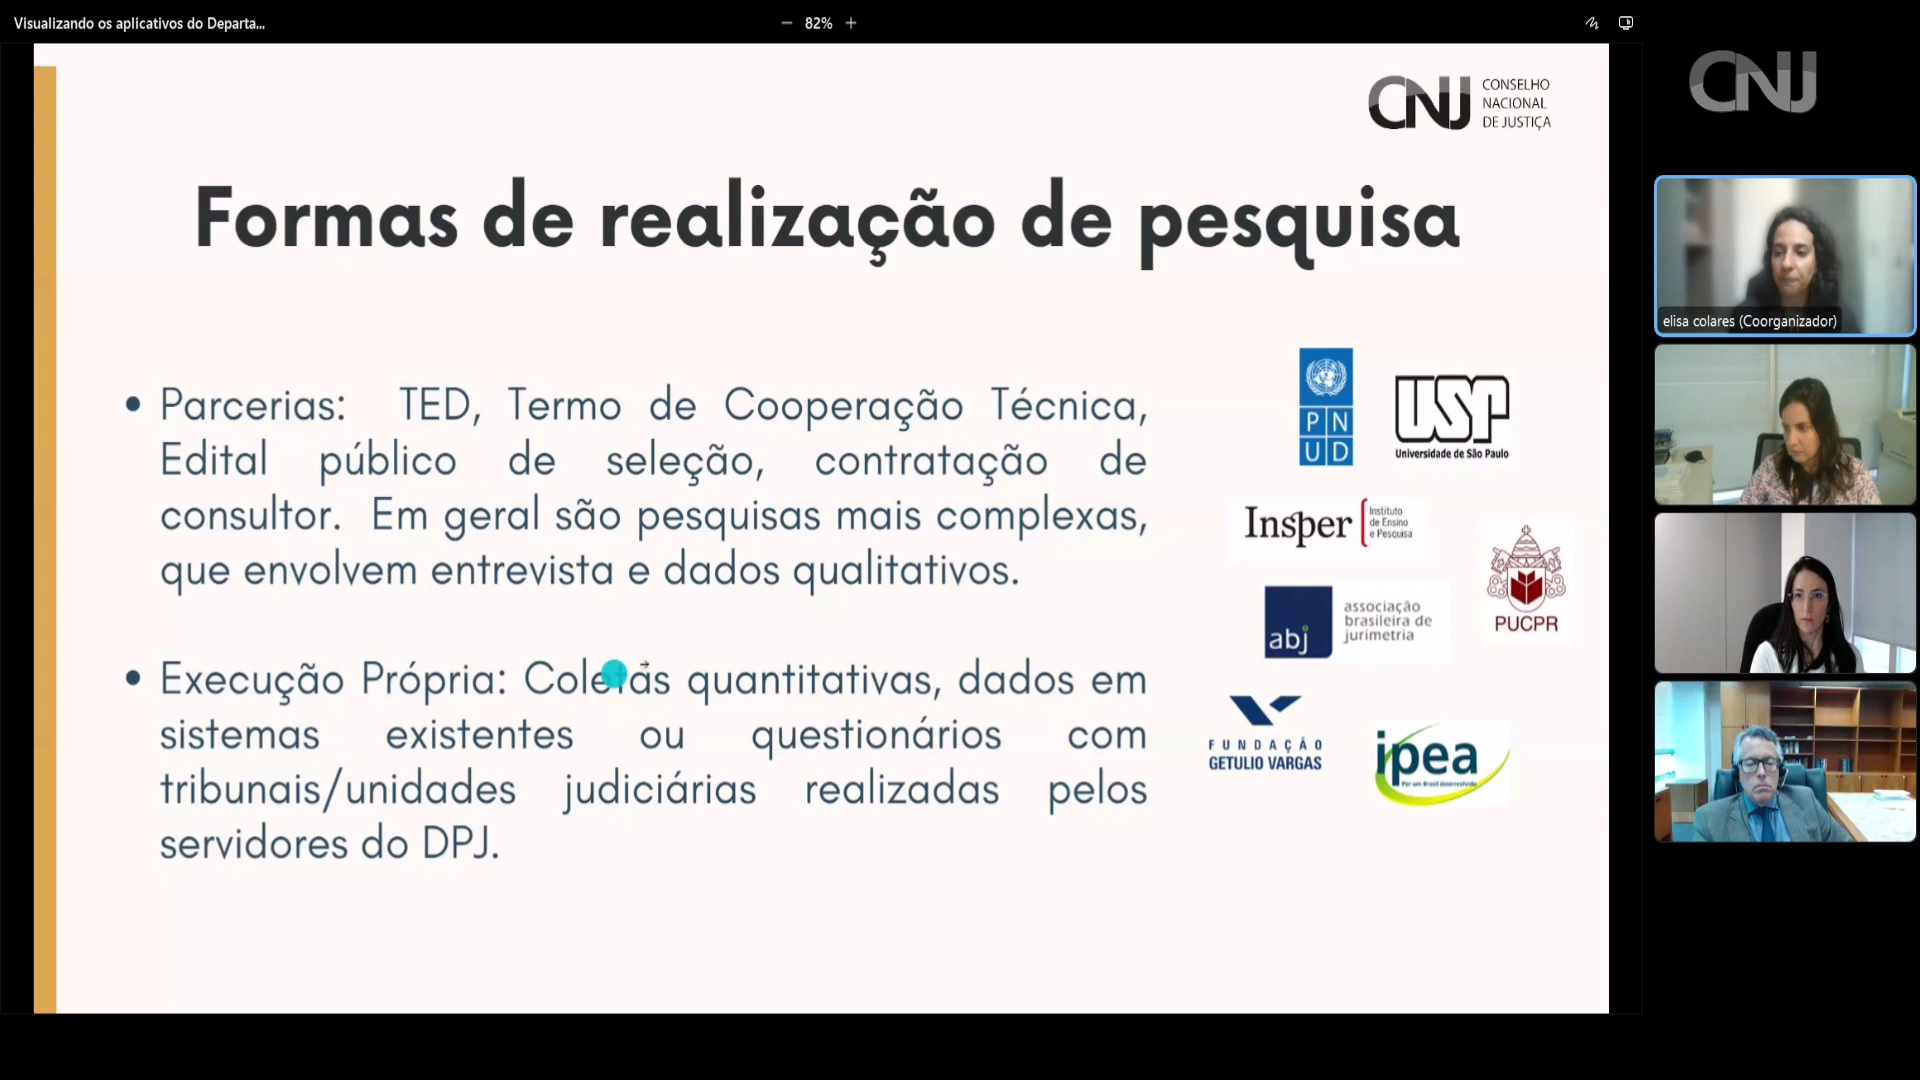 Visualizando os aplicativos do Departa...
82%
CNJ
CONSELHO
NACIONAL
DE JUSTIÇA
CNJ
Formas de realização de pesquisa
• Parcerias: TED, Termo de Cooperação Técnica,
Edital público de seleção, contratação de
consultor. Em geral são pesquisas mais complexas,
que envolvem entrevista e dados qualitativos.
• Execução Própria: Coletas quantitativas, dados em
sistemas existentes ou questionários com
tribunais/unidades judiciárias realizadas pelos
servidores do DPJ.
PN
UD
USP
Universidade de São Paulo
Insper
Instituto
de Ensino
e Pesquisa
PUCPR
abj
associação
brasileira de
jurimetria
FUNDAÇÃO
GETULIO VARGAS
ipea
Por um Brasil desenvolvido
elisa colares (Coorganizador)